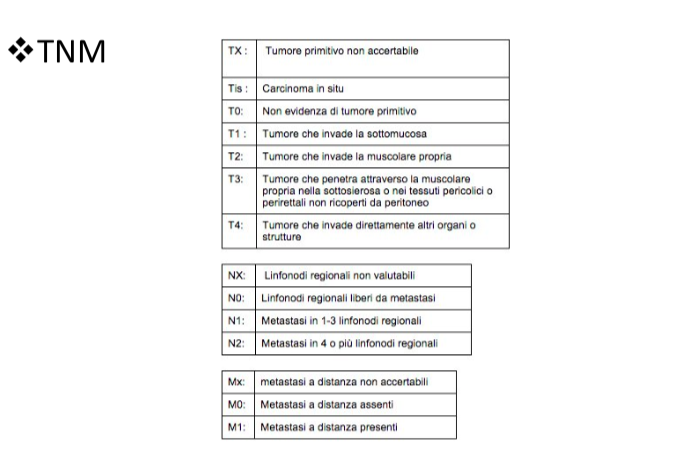 ❖TNM
TX : Tumore primitivo non accertabile
Tis : Carcinoma in situ
T0: Non evidenza di tumore primitivo
T1 : Tumore che invade la sottomucosa
T2: Tumore che invade la muscolare propria
T3: Tumore che penetra attraverso la muscolare
propria nella sottosierosa o nei tessuti pericolici o
perirettali non ricoperti da peritoneo
T4: Tumore che invade direttamente altri organi o
strutture
NX: Linfonodi regionali non valutabili
N0: Linfonodi regionali liberi da metastasi
N1: Metastasi in 1-3 linfonodi regionali
N2: Metastasi in 4 o più linfonodi regionali
Mx: metastasi a distanza non accertabili
M0: Metastasi a distanza assenti
M1: Metastasi a distanza presenti